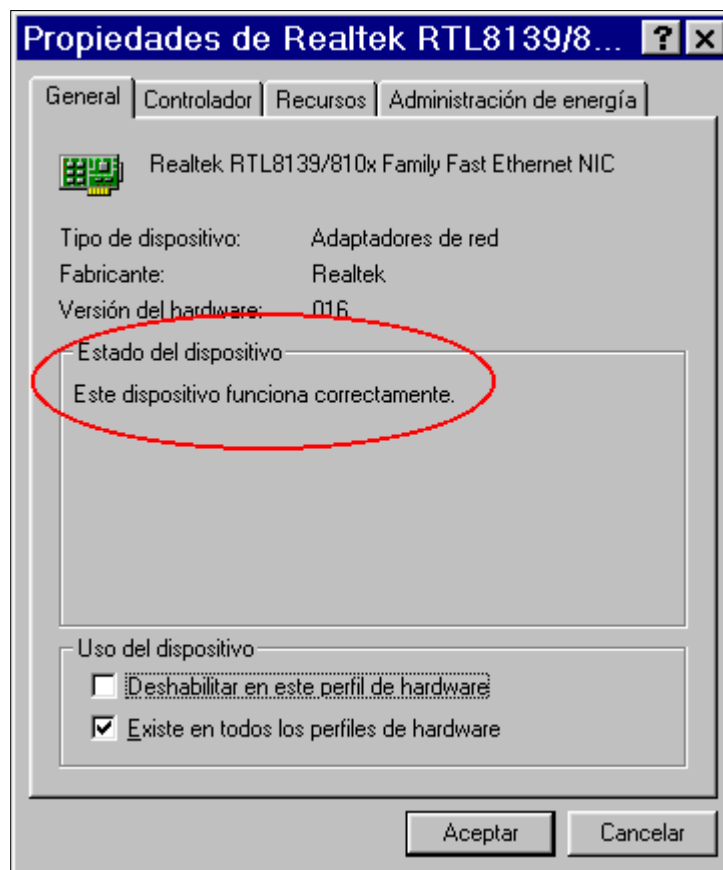 Propiedades de Realtek RTL8139/8...
General Controlador Recursos Administración de energía
Realtek RTL8139/810x Family Fast Ethernet NIC
Tipo de dispositivo: Adaptadores de red
Fabricante: Realtek
Versión del hardware: 016
Estado del dispositivo
Este dispositivo funciona correctamente.
Uso del dispositivo
Deshabilitar en este perfil de hardware
Existe en todos los perfiles de hardware
Aceptar Cancelar